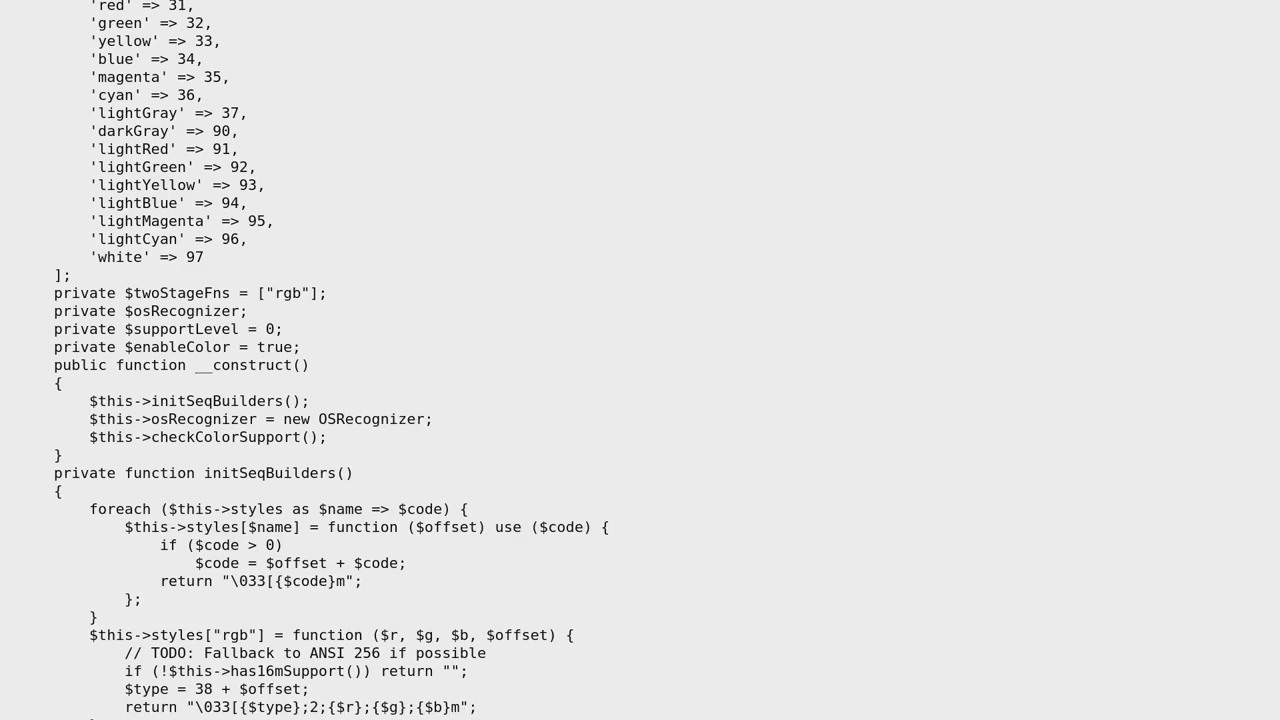 'red' => 31,
'green' => 32,
'yellow' => 33,
'blue' => 34,
'magenta' => 35,
'cyan' => 36,
'lightGray' => 37,
'darkGray' => 90,
'lightRed' => 91,
'lightGreen' => 92,
'lightYellow' => 93,
'lightBlue' => 94,
'lightMagenta' => 95,
'lightCyan' => 96,
'white' => 97
];
private $twoStageFns = ["rgb"];
private $osRecognizer;
private $supportLevel = 0;
private $enableColor = true;
public function __construct()
{
$this->initSeqBuilders();
$this->osRecognizer = new OSRecognizer;
$this->checkColorSupport();
}
private function initSeqBuilders()
{
foreach ($this->styles as $name => $code) {
$this->styles[$name] = function ($offset) use ($code) {
if ($code > 0)
$code = $offset + $code;
return "\033[{$code}m";
};
}
$this->styles["rgb"] = function ($r, $g, $b, $offset) {
// TODO: Fallback to ANSI 256 if possible
if (!$this->has16mSupport()) return "";
$type = 38 + $offset;
return "\033[{$type};2;{$r};{$g};{$b}m";